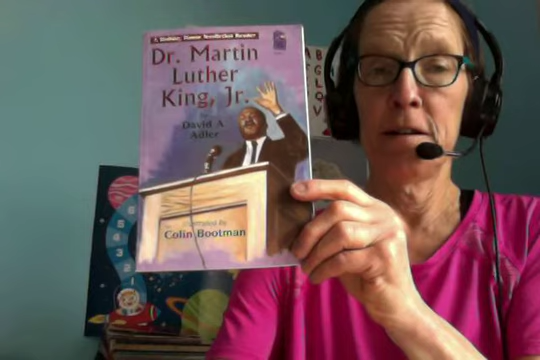 A Holiday House Nonfiction Reader
Dr. Martin
Luther
King, Jr.
by
David A.
Adler
illustrated by
Colin Bootman
A
B
G
L
Q